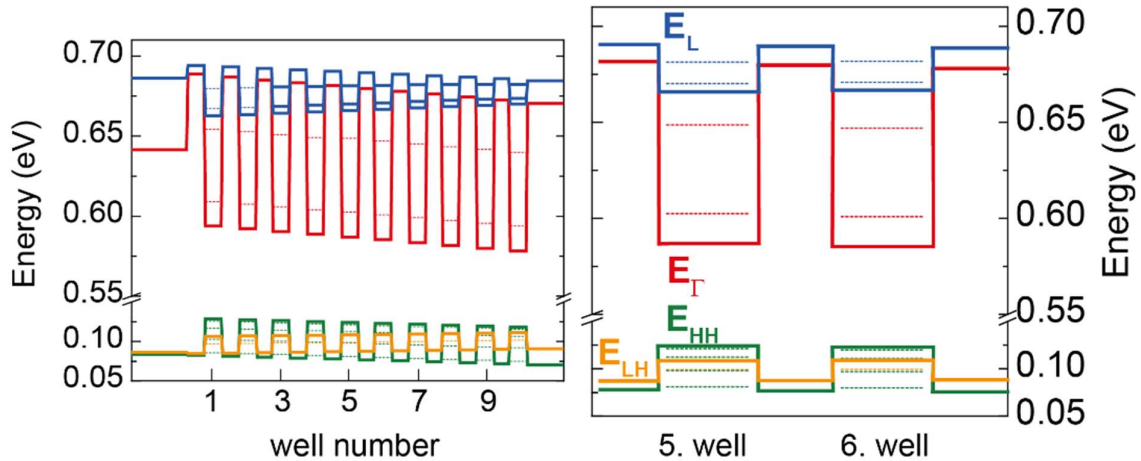 Energy (eV)
0.70
0.65
0.60
0.55
0.10
0.05
1 3 5 7 9
well number
E_L
E_Γ
E_HH
E_LH
5. well 6. well
0.70
0.65
0.60
0.55
0.10
0.05
Energy (eV)